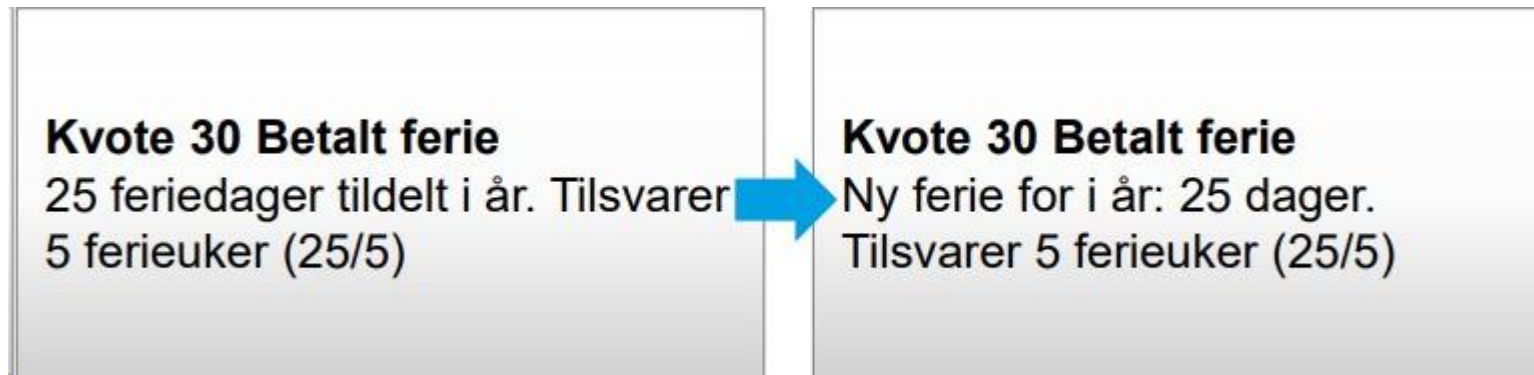 Kvote 30 Betalt ferie
25 feriedager tildelt i år. Tilsvarer
5 ferieuker (25/5)
Kvote 30 Betalt ferie
Ny ferie for i år: 25 dager.
Tilsvarer 5 ferieuker (25/5)